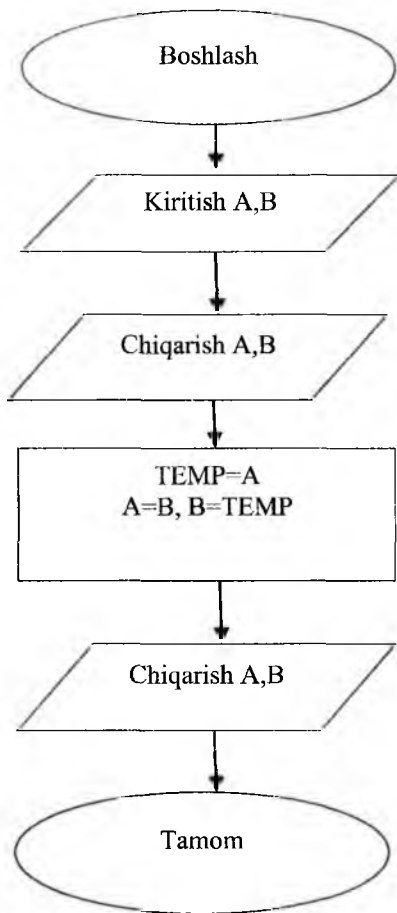 Boshlash
Kiritish A,B
Chiqarish A,B
TEMP=A
A=B, B=TEMP
Chiqarish A,B
Tamom